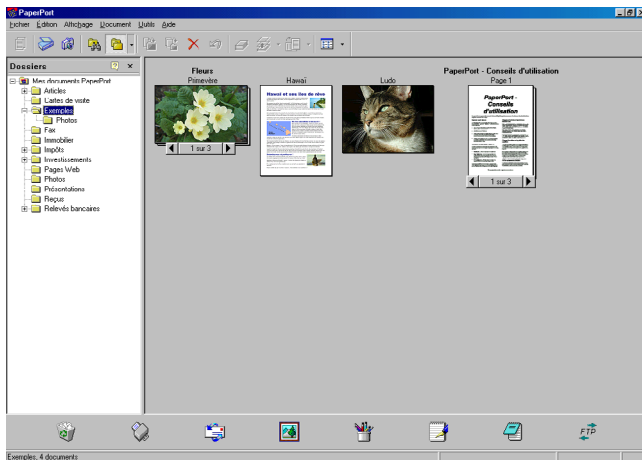 PaperPort
Fichier Édition Affichage Document Outils Aide
Dossiers
Mes documents PaperPort
Articles
Cartes de visite
Exemples
Photos
Fax
Immobilier
Impôts
Investissements
Pages Web
Photos
Présentations
Reçus
Relevés bancaires
Fleurs
Primevère
1 sur 3
Hawaï
Hawaï et ses îles de rêve
Ludo
PaperPort - Conseils d'utilisation
Page 1
PaperPort -
Conseils
d'utilisation
1 sur 3
FTP
Exemples, 4 documents